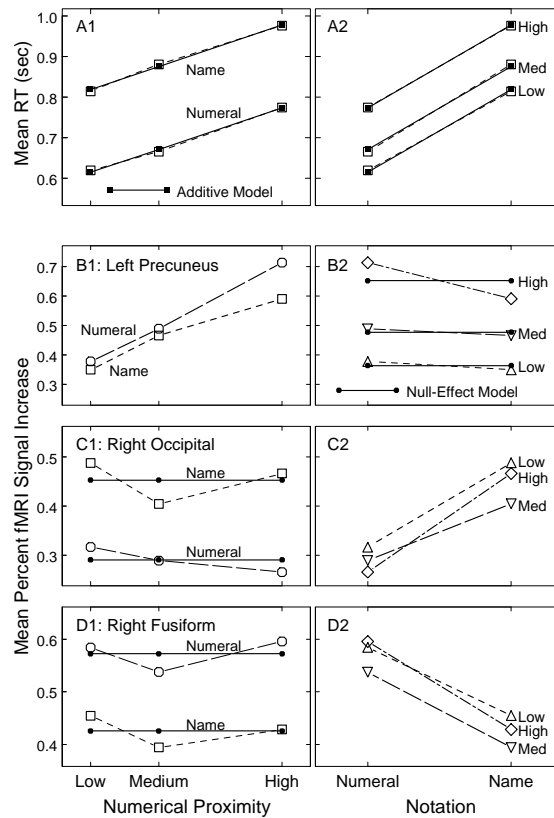 A1
A2
1.0
0.9
0.8
0.7
0.6
Mean RT (sec)
Name
Numeral
Additive Model
High
Med
Low
B1: Left Precuneus
B2
0.7
0.6
0.5
0.4
0.3
Numeral
Name
High
Med
Low
Null-Effect Model
Mean Percent fMRI Signal Increase
C1: Right Occipital
C2
0.4
0.3
Name
Numeral
Low
High
Med
D1: Right Fusiform
D2
0.6
0.5
0.4
Numeral
Name
Low
High
Med
Low Medium High
Numeral Name
Numerical Proximity
Notation